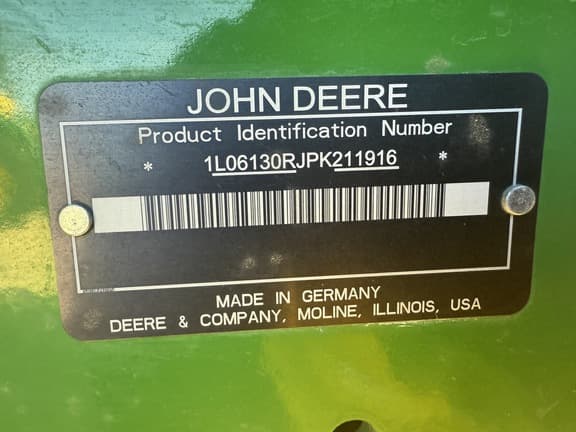 JOHN DEERE
Product Identification Number
* 1L06130RJPK211916 *
MADE IN GERMANY
DEERE & COMPANY, MOLINE, ILLINOIS, USA